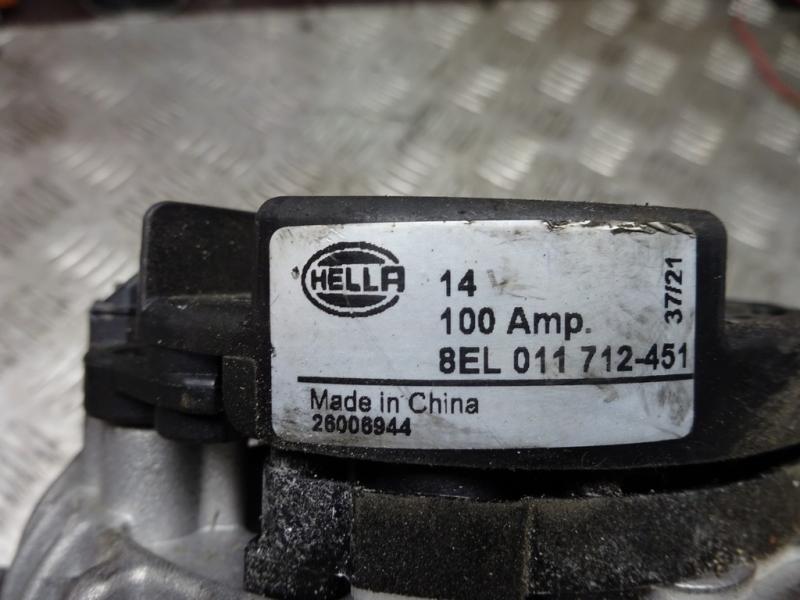 HELLA
14 V
100 Amp.
8EL 011 712-451
37/21
Made in China
26006944